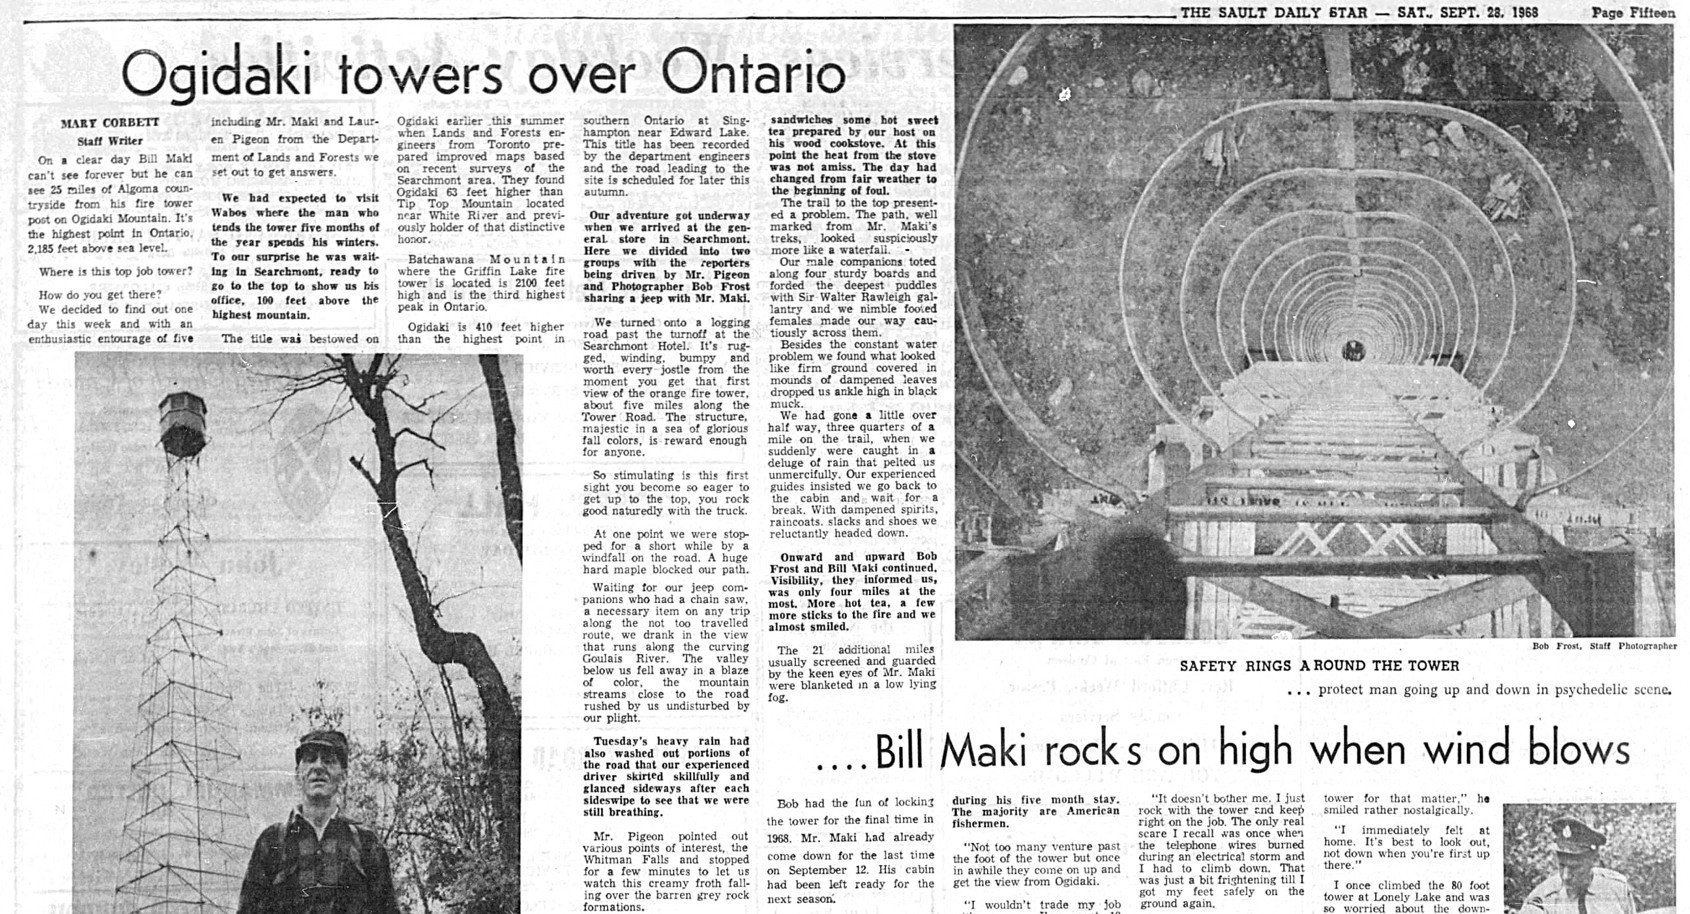 THE SAULT DAILY STAR — SAT., SEPT. 28, 1968 Page Fifteen
Ogidaki towers over Ontario
MARY CORBETT
Staff Writer
On a clear day Bill Maki
can't see forever but he can
see 25 miles of Algoma coun-
tryside from his fire tower
post on Ogidaki Mountain. It's
the highest point in Ontario,
2,185 feet above sea level.
Where is this top job tower?
How do you get there?
We decided to find out one
day this week and with an
enthusiastic entourage of five
including Mr. Maki and Laur-
en Pigeon from the Depart-
ment of Lands and Forests we
set out to get answers.
We had expected to visit
Wabos where the man who
tends the tower five months of
the year spends his winters.
To our surprise he was wait-
ing in Searchmont, ready to
go to the top to show us his
office, 100 feet above the
highest mountain.
The title was bestowed on
Ogidaki earlier this summer
when Lands and Forests en-
gineers from Toronto pre-
pared improved maps based
on recent surveys of the
Searchmont area. They found
Ogidaki 63 feet higher than
Tip Top Mountain located
near White River and previ-
ously holder of that distinctive
honor.
Batchawana Mountain
where the Griffin Lake fire
tower is located is 2100 feet
high and is the third highest
peak in Ontario.
Ogidaki is 410 feet higher
than the highest point in
southern Ontario at Sing-
hampton near Edward Lake.
This title has been recorded
by the department engineers
and the road leading to the
site is scheduled for later this
autumn.
Our adventure got underway
when we arrived at the gen-
eral store in Searchmont.
Here we divided into two
groups with the reporters
being driven by Mr. Pigeon
and Photographer Bob Frost
sharing a jeep with Mr. Maki.
We turned onto a logging
road past the turnoff at the
Searchmont Hotel. It's rug-
ged, winding, bumpy and
worth every jostle from the
moment you get that first
view of the orange fire tower,
about five miles along the
Tower Road. The structure,
majestic in a sea of glorious
fall colors, is reward enough
for anyone.
So stimulating is this first
sight you become so eager to
get up to the top, you rock
good naturedly with the truck.
At one point we were stop-
ped for a short while by a
windfall on the road. A huge
hard maple blocked our path.
Waiting for our jeep com-
panions who had a chain saw,
a necessary item on any trip
along the not too travelled
route, we drank in the view
that runs along the curving
Goulais River. The valley
below us fell away in a blaze
of color, the mountain
streams close to the road
rushed by us undisturbed by
our plight.
Tuesday's heavy rain had
also washed out portions of
the road that our experienced
driver skirted skillfully and
glanced sideways after each
sideswipe to see that we were
still breathing.
Mr. Pigeon pointed out
various points of interest, the
Whitman Falls and stopped
for a few minutes to let us
watch this creamy froth fall-
ing over the barren grey rock
formations.
sandwiches some hot sweet
tea prepared by our host on
his wood cookstove. At this
point the heat from the stove
was not amiss. The day had
changed from fair weather to
the beginning of foul.
The trail to the top present-
ed a problem. The path, well
marked from Mr. Maki's
treks, looked suspiciously
more like a waterfall.
Our male companions toted
along four sturdy boards and
forded the deepest puddles
with Sir Walter Rawleigh gal-
lantry and we nimble footed
females made our way cau-
tiously across them.
Besides the constant water
problem we found what looked
like firm ground covered in
mounds of dampened leaves
dropped us ankle high in black
muck.
We had gone a little over
half way, three quarters of a
mile on the trail, when we
suddenly were caught in a
deluge of rain that pelted us
unmercifully. Our experienced
guides insisted we go back to
the cabin and wait for a
break. With dampened spirits,
raincoats, slacks and shoes we
reluctantly headed down.
Onward and upward Bob
Frost and Bill Maki continued.
Visibility, they informed us,
was only four miles at the
most. More hot tea, a few
more sticks to the fire and we
almost smiled.
The 21 additional miles
usually screened and guarded
by the keen eyes of Mr. Maki
were blanketed in a low lying
fog.
Bob Frost, Staff Photographer
SAFETY RINGS AROUND THE TOWER
... protect man going up and down in psychedelic scene.
....Bill Maki rocks on high when wind blows
Bob had the fun of locking
the tower for the final time in
1968. Mr. Maki had already
come down for the last time
on September 12. His cabin
had been left ready for the
next season.
during his five month stay.
The majority are American
fishermen.
"Not too many venture past
the foot of the tower but once
in awhile they come on up and
get the view from Ogidaki.
"I wouldn't trade my job
"It doesn't bother me. I just
rock with the tower and keep
right on the job. The only real
scare I recall was once when
the telephone wires burned
during an electrical storm and
I had to climb down. That
was just a bit frightening till I
got my feet safely on the
ground again.
tower for that matter," he
smiled rather nostalgically.
"I immediately felt at
home. It's best to look out,
not down when you're first up
there."
I once climbed the 80 foot
tower at Lonely Lake and was
so worried about the down-